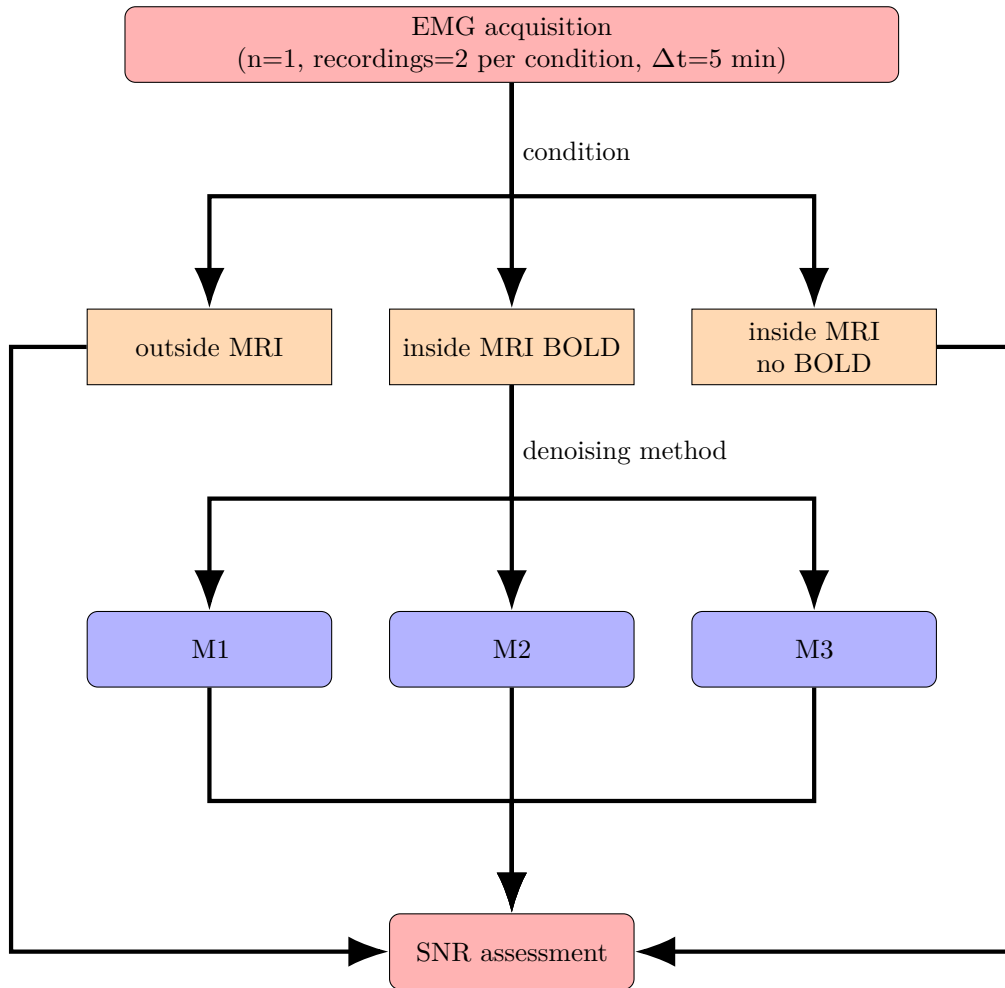 EMG acquisition
(n=1, recordings=2 per condition, Δt=5 min)
condition
outside MRI
inside MRI BOLD
inside MRI
no BOLD
denoising method
M1
M2
M3
SNR assessment